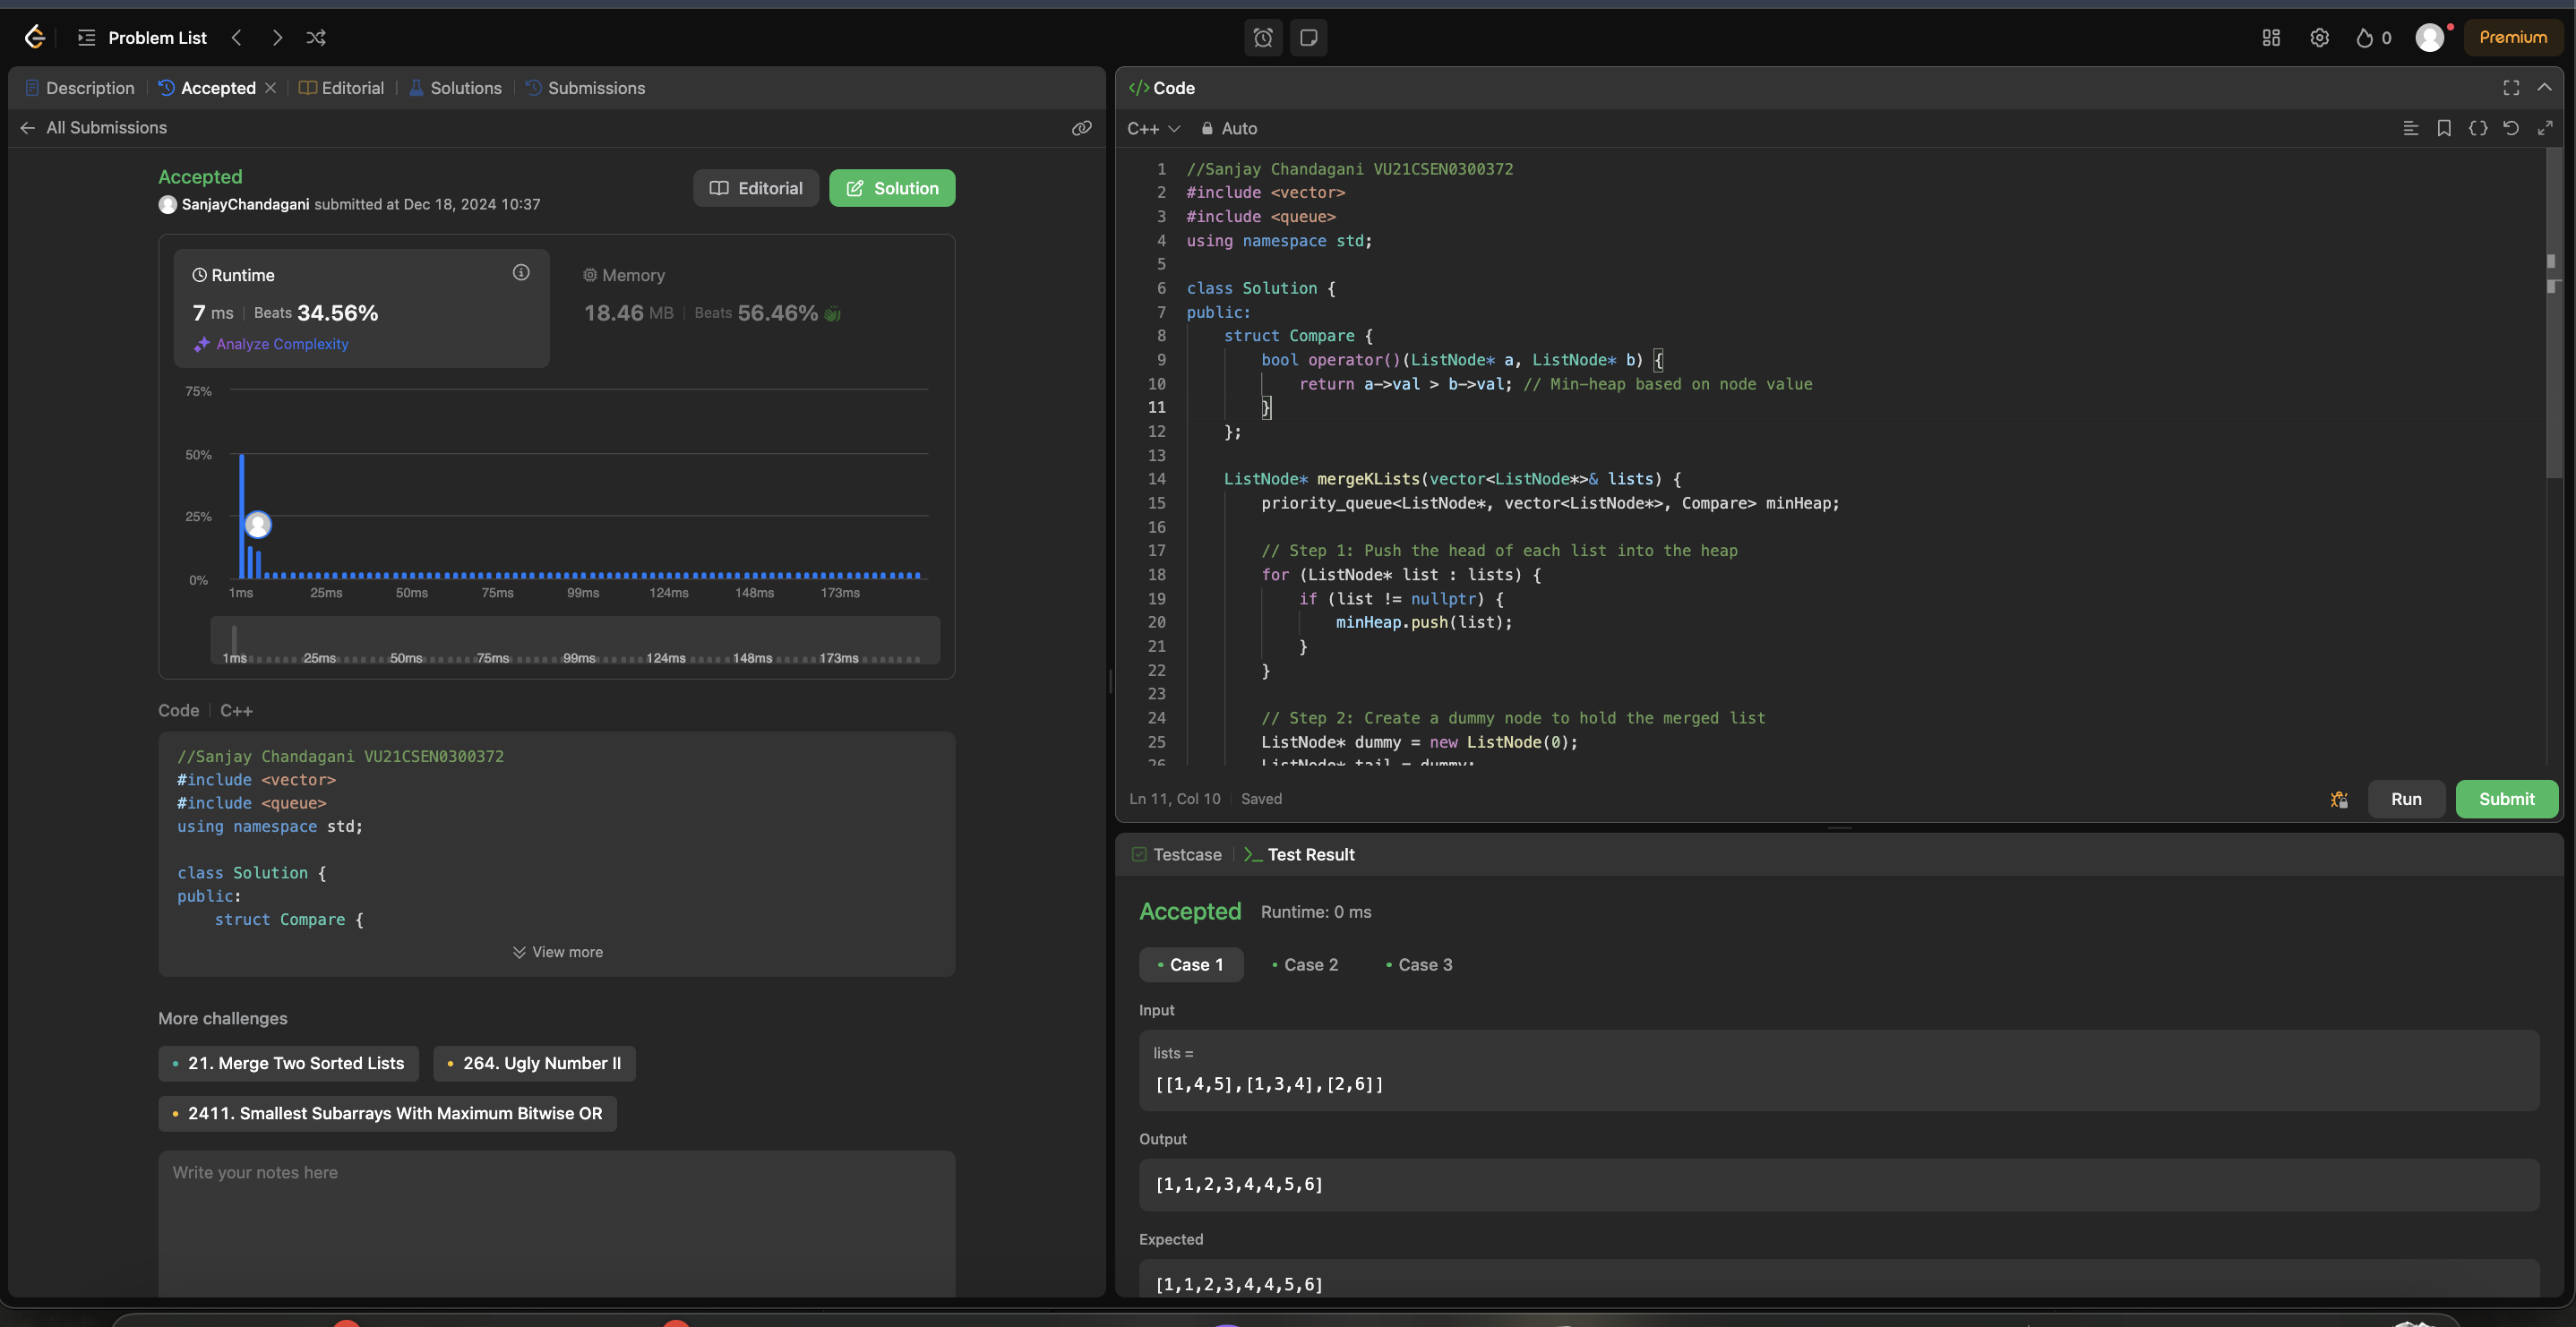 Problem List
0
Premium
Description
Accepted
Editorial
Solutions
Submissions
All Submissions
Accepted
SanjayChandagani submitted at Dec 18, 2024 10:37
Editorial
Solution
Runtime
7 ms | Beats 34.56%
Analyze Complexity
Memory
18.46 MB | Beats 56.46%
75%
50%
25%
0%
1ms 25ms 50ms 75ms 99ms 124ms 148ms 173ms
1ms 25ms 50ms 75ms 99ms 124ms 148ms 173ms
Code | C++
//Sanjay Chandagani VU21CSEN0300372
#include <vector>
#include <queue>
using namespace std;
class Solution {
public:
struct Compare {
View more
More challenges
21. Merge Two Sorted Lists
264. Ugly Number II
2411. Smallest Subarrays With Maximum Bitwise OR
Write your notes here
</> Code
C++ Auto
1 //Sanjay Chandagani VU21CSEN0300372
2 #include <vector>
3 #include <queue>
4 using namespace std;
5
6 class Solution {
7 public:
8 struct Compare {
9 bool operator()(ListNode* a, ListNode* b) {
10 return a->val > b->val; // Min-heap based on node value
11 }
12 };
13
14 ListNode* mergeKLists(vector<ListNode*>& lists) {
15 priority_queue<ListNode*, vector<ListNode*>, Compare> minHeap;
16
17 // Step 1: Push the head of each list into the heap
18 for (ListNode* list : lists) {
19 if (list != nullptr) {
20 minHeap.push(list);
21 }
22 }
23
24 // Step 2: Create a dummy node to hold the merged list
25 ListNode* dummy = new ListNode(0);
26 ListNode* tail = dummy;
Ln 11, Col 10 | Saved
Run
Submit
Testcase
Test Result
Accepted Runtime: 0 ms
Case 1
Case 2
Case 3
Input
lists =
[[1,4,5],[1,3,4],[2,6]]
Output
[1,1,2,3,4,4,5,6]
Expected
[1,1,2,3,4,4,5,6]